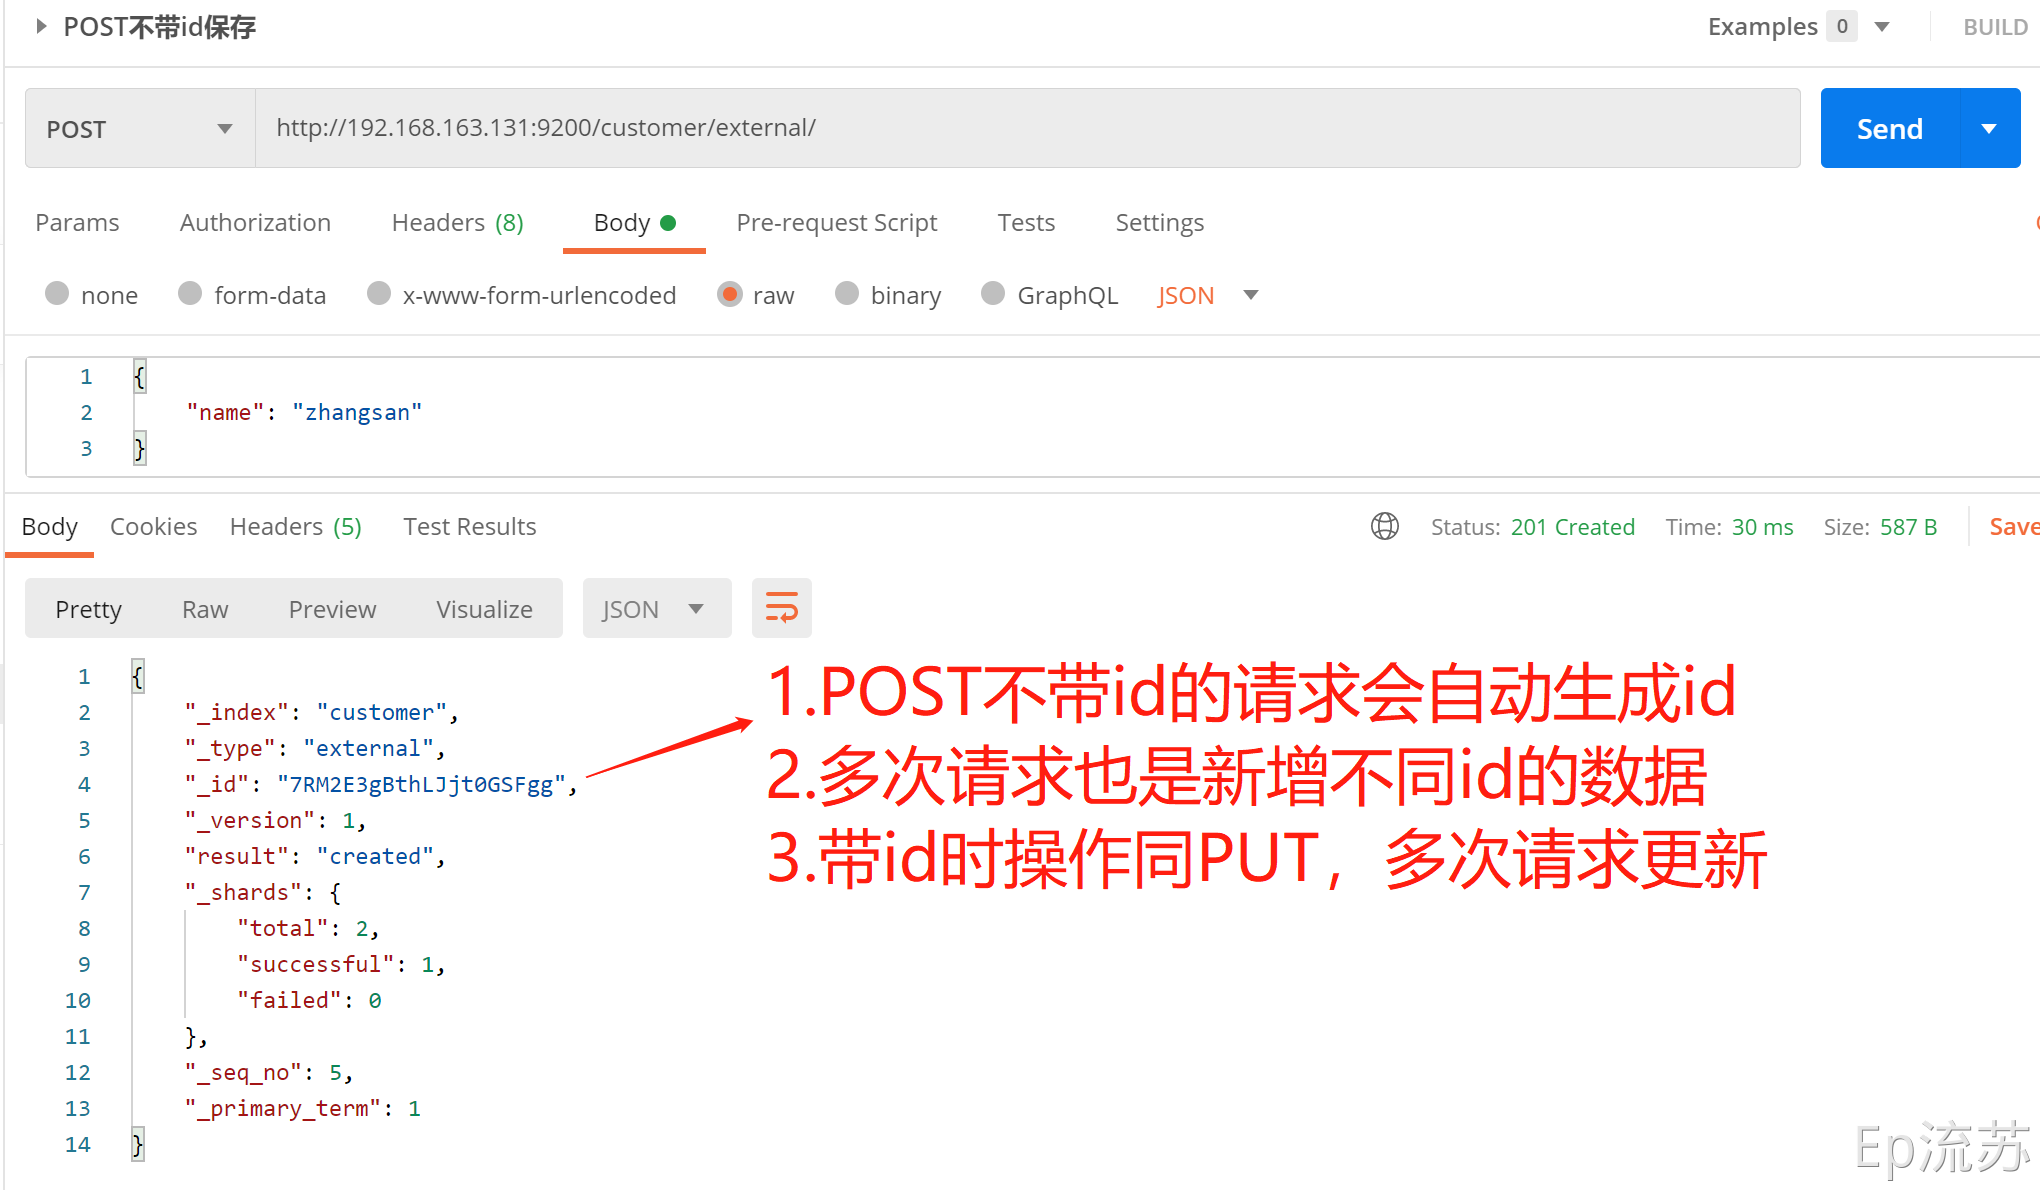 POST不带id保存
Examples 0
BUILD
POST
http://192.168.163.131:9200/customer/external/
Send
Params
Authorization
Headers (8)
Body
Pre-request Script
Tests
Settings
none
form-data
x-www-form-urlencoded
raw
binary
GraphQL
JSON
1 {
2 "name": "zhangsan"
3 }
Body
Cookies
Headers (5)
Test Results
Status: 201 Created
Time: 30 ms
Size: 587 B
Save
Pretty
Raw
Preview
Visualize
JSON
1 {
2 "_index": "customer",
3 "_type": "external",
4 "_id": "7RM2E3gBthLJjt0GSFgg",
5 "_version": 1,
6 "result": "created",
7 "_shards": {
8 "total": 2,
9 "successful": 1,
10 "failed": 0
11 },
12 "_seq_no": 5,
13 "_primary_term": 1
14 }
1.POST不带id的请求会自动生成id
2.多次请求也是新增不同id的数据
3.带id时操作同PUT，多次请求更新
Ep流苏